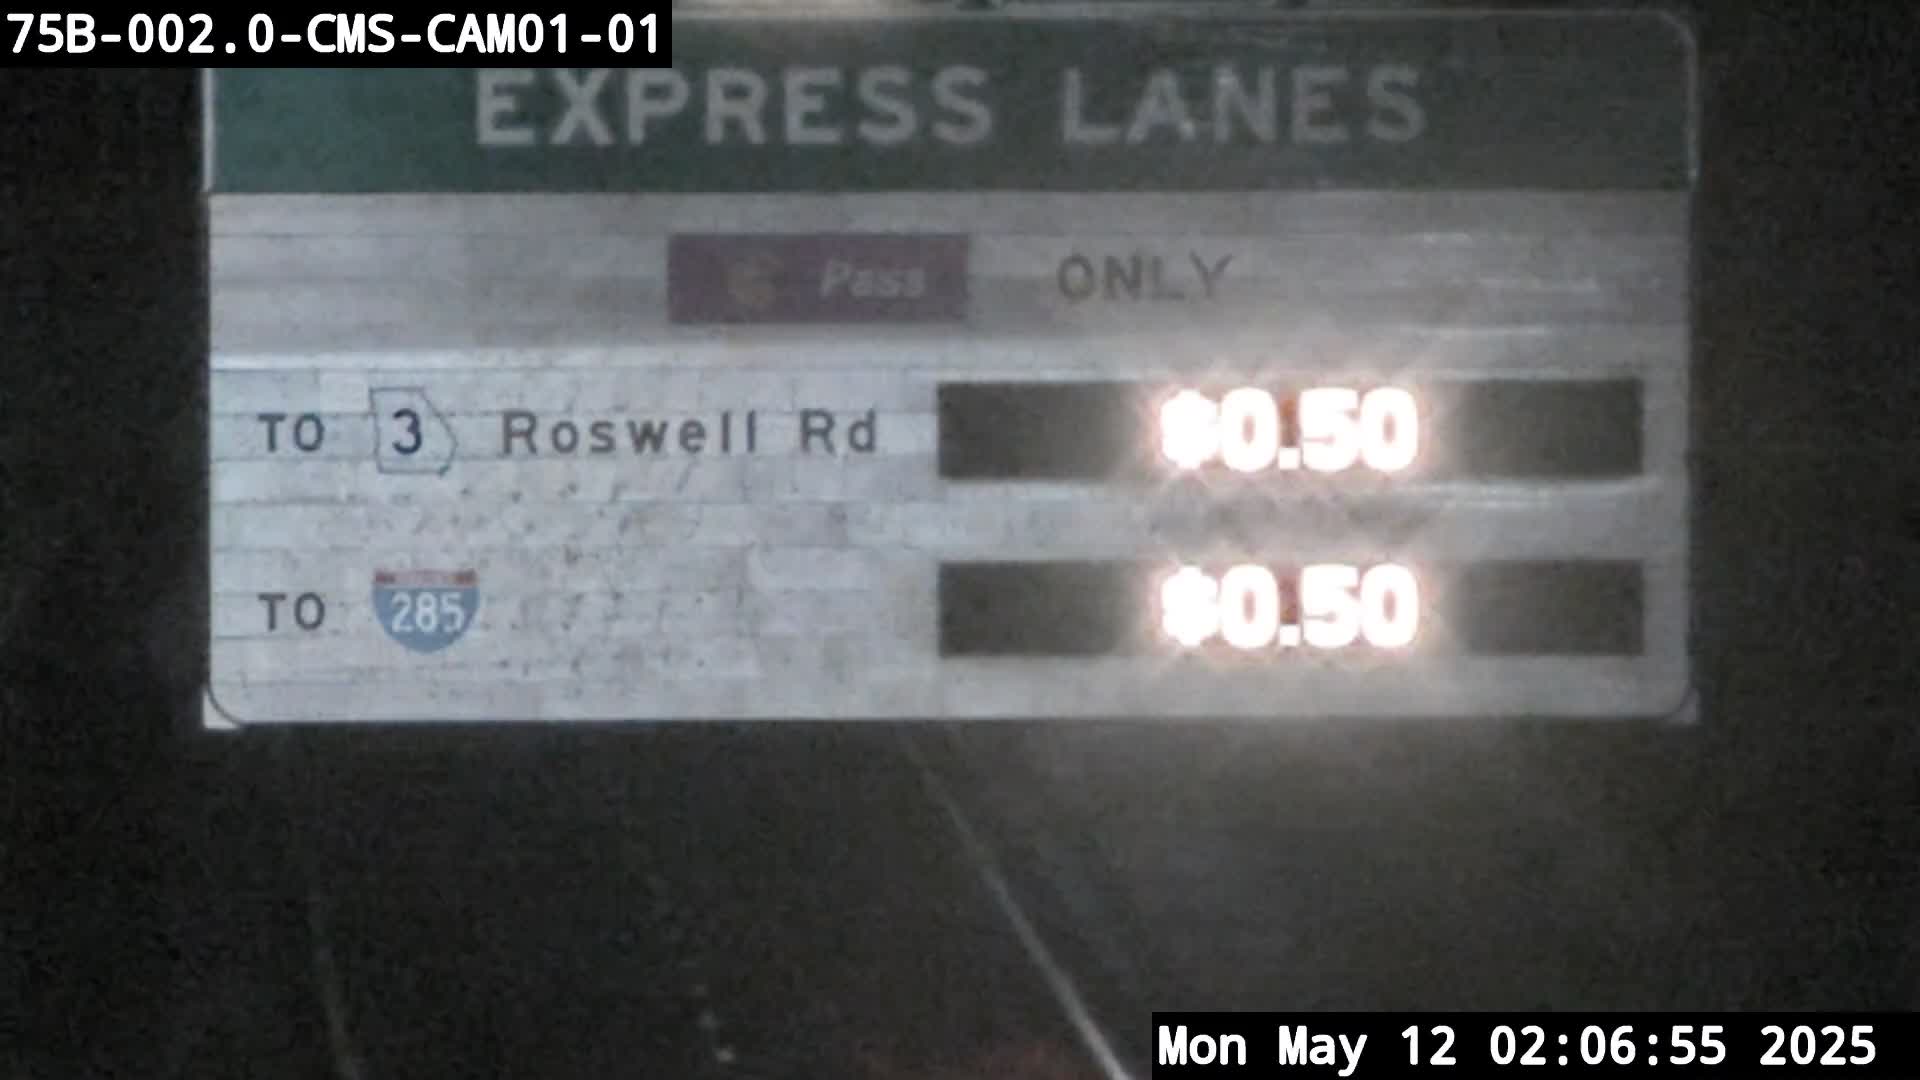 75B-002.0-CMS-CAM01-01
EXPRESS LANES
Pass ONLY
TO 3 Roswell Rd $0.50
TO 285 $0.50
Mon May 12 02:06:55 2025